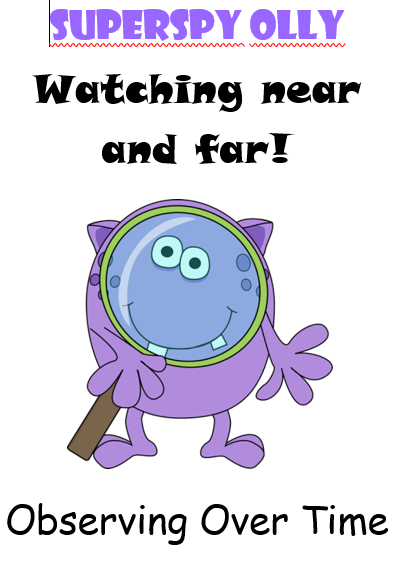 SUPERSPY OLLY
Watching near
and far!
Observing Over Time